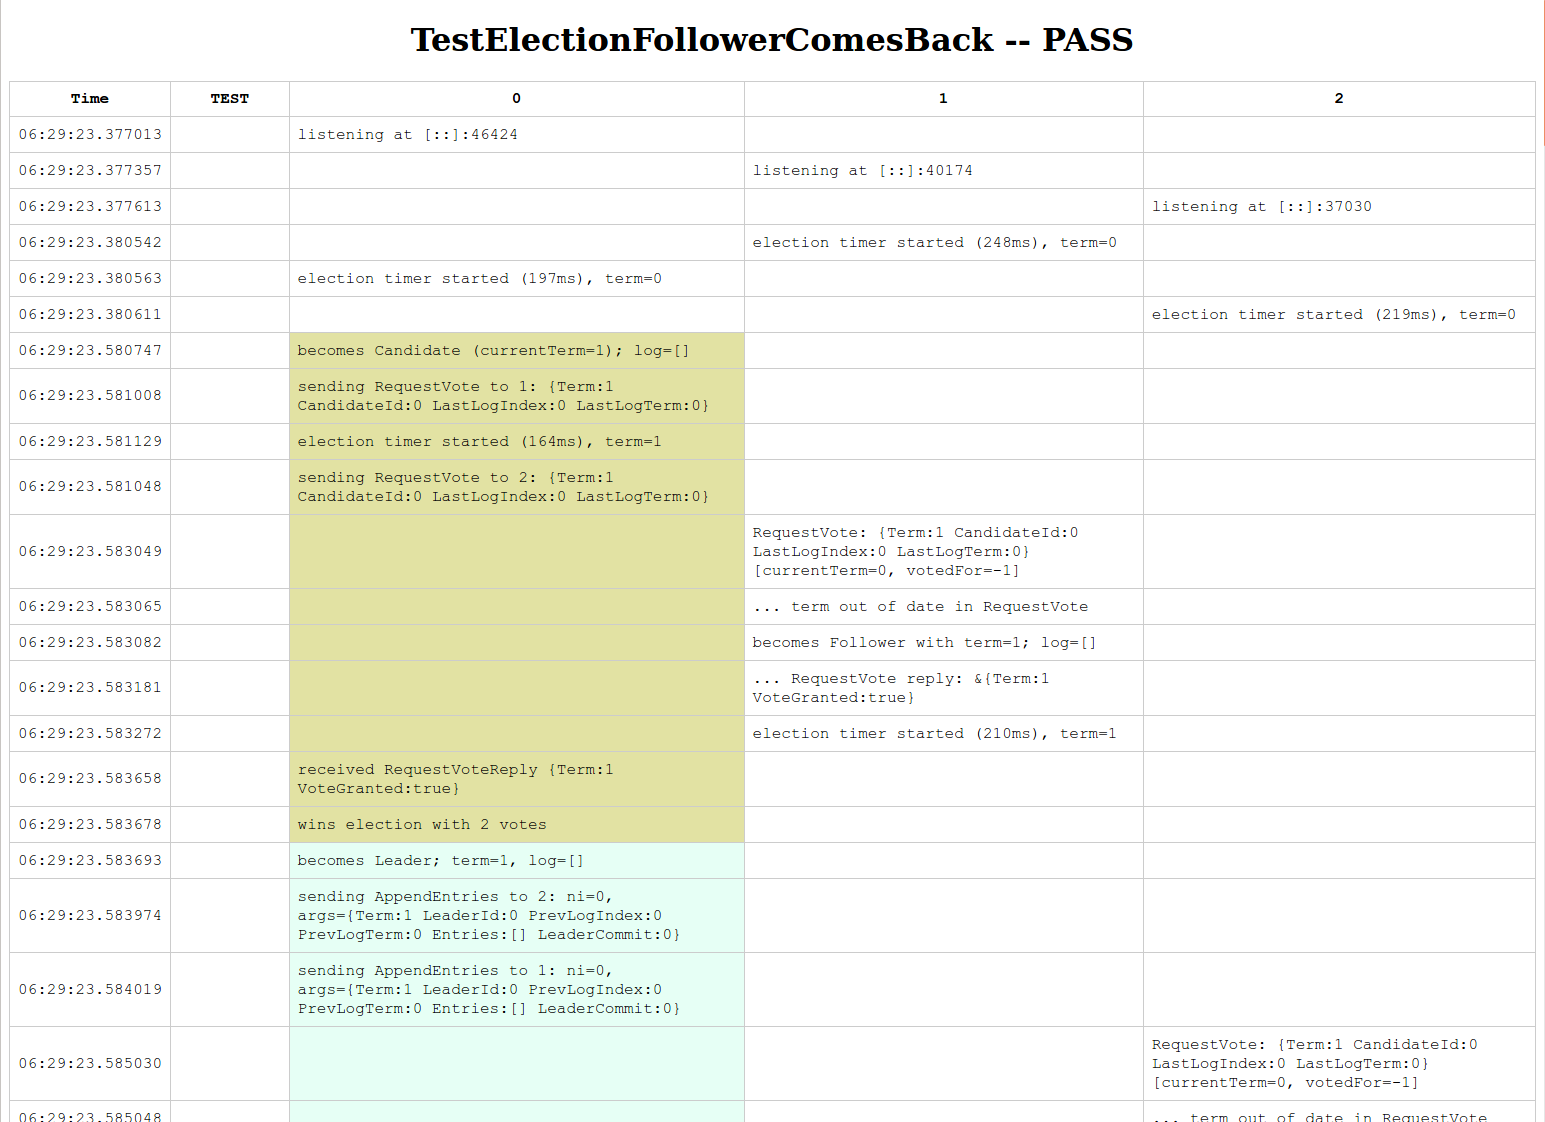 TestElectionFollowerComesBack -- PASS
Time TEST 0 1 2
06:29:23.377013 listening at [::]:46424
06:29:23.377357 listening at [::]:40174
06:29:23.377613 listening at [::]:37030
06:29:23.380542 election timer started (248ms), term=0
06:29:23.380563 election timer started (197ms), term=0
06:29:23.380611 election timer started (219ms), term=0
06:29:23.580747 becomes Candidate (currentTerm=1); log=[]
06:29:23.581008 sending RequestVote to 1: {Term:1
CandidateId:0 LastLogIndex:0 LastLogTerm:0}
06:29:23.581129 election timer started (164ms), term=1
06:29:23.581048 sending RequestVote to 2: {Term:1
CandidateId:0 LastLogIndex:0 LastLogTerm:0}
06:29:23.583049 RequestVote: {Term:1 CandidateId:0
LastLogIndex:0 LastLogTerm:0}
[currentTerm=0, votedFor=-1]
06:29:23.583065 ... term out of date in RequestVote
06:29:23.583082 becomes Follower with term=1; log=[]
06:29:23.583181 ... RequestVote reply: &{Term:1
VoteGranted:true}
06:29:23.583272 election timer started (210ms), term=1
06:29:23.583658 received RequestVoteReply {Term:1
VoteGranted:true}
06:29:23.583678 wins election with 2 votes
06:29:23.583693 becomes Leader; term=1, log=[]
06:29:23.583974 sending AppendEntries to 2: ni=0,
args={Term:1 LeaderId:0 PrevLogIndex:0
PrevLogTerm:0 Entries:[] LeaderCommit:0}
06:29:23.584019 sending AppendEntries to 1: ni=0,
args={Term:1 LeaderId:0 PrevLogIndex:0
PrevLogTerm:0 Entries:[] LeaderCommit:0}
06:29:23.585030 RequestVote: {Term:1 CandidateId:0
LastLogIndex:0 LastLogTerm:0}
[currentTerm=0, votedFor=-1]
06:29:23.585048 ... term out of date in RequestVote